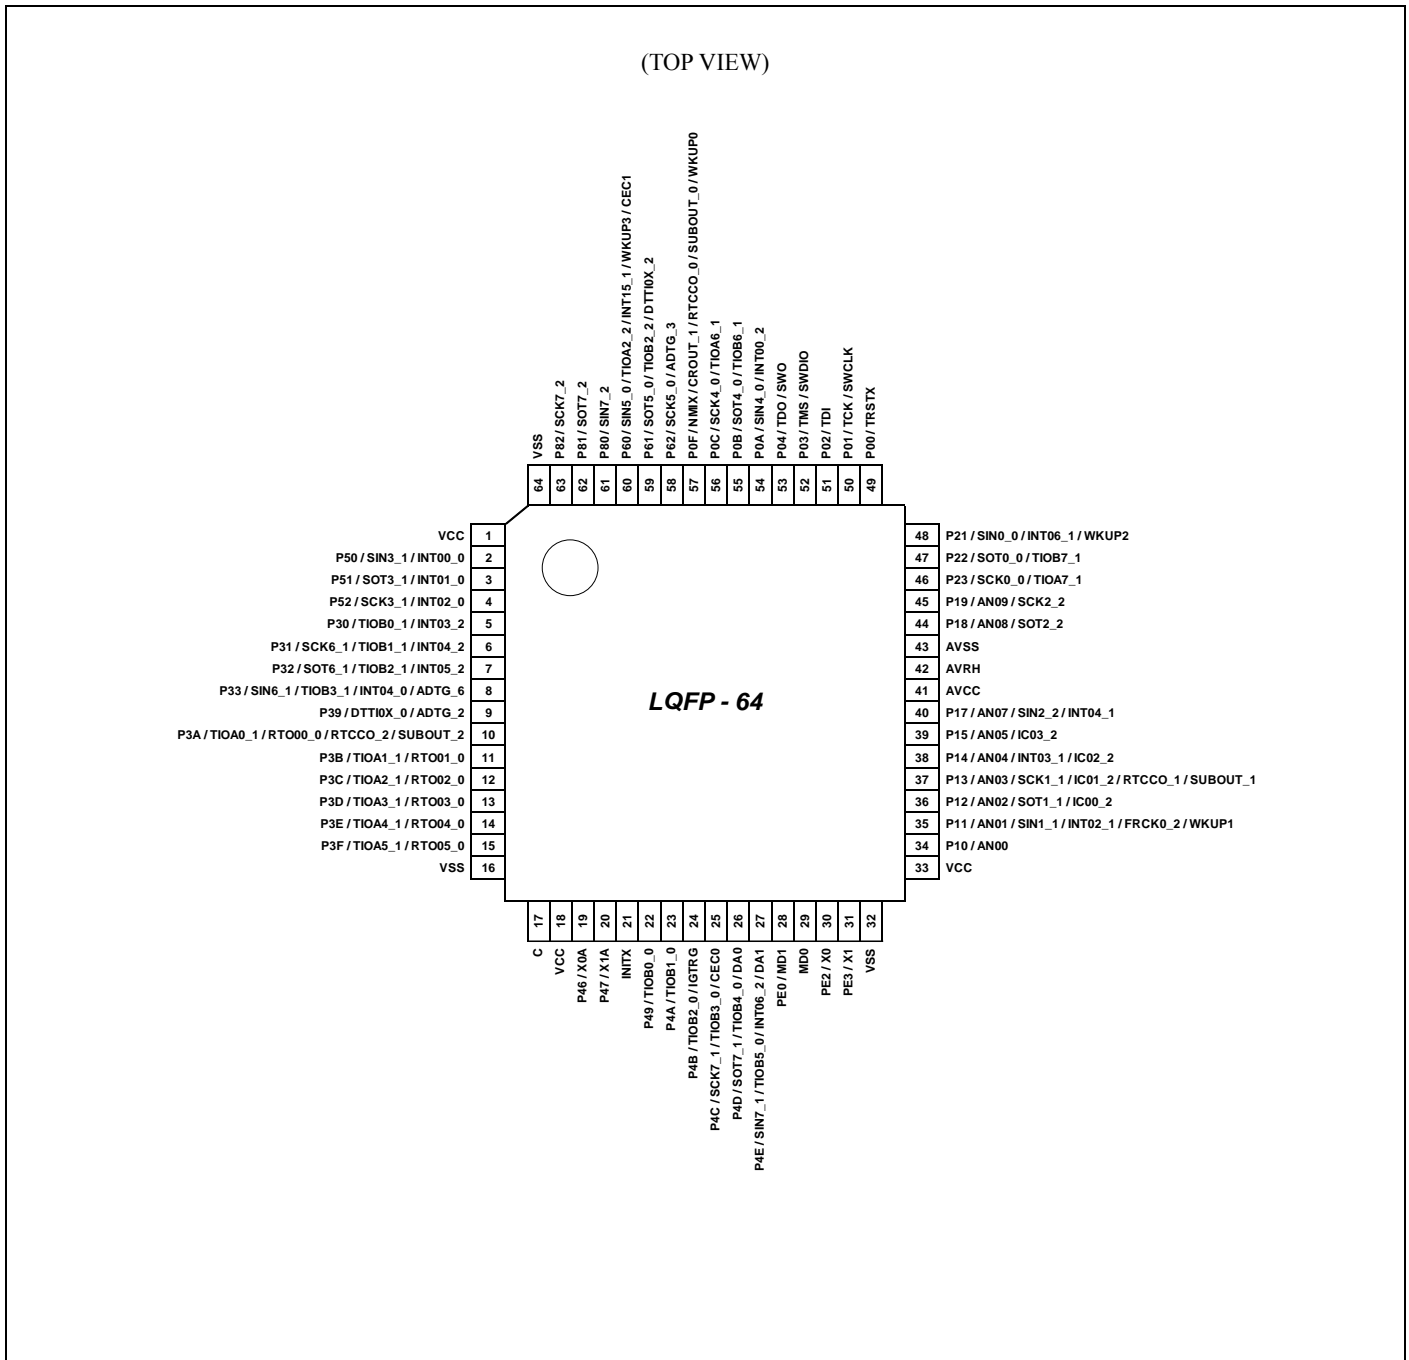 (TOP VIEW)
VSS
P82 / SCK7_2
P81 / SOT7_2
P80 / SIN7_2
P60 / SIN5_0 / TIOA2_2 / INT15_1 / WKUP3 / CEC1
P61 / SOT5_0 / TIOB2_2 / DTTI0X_2
P62 / SCK5_0 / ADTG_3
P0F / NMIX / CROUT_1 / RTCCO_0 / SUBOUT_0 / WKUP0
P0C / SCK4_0 / TIOA6_1
P0B / SOT4_0 / TIOB6_1
P0A / SIN4_0 / INT00_2
P04 / TDO / SWO
P03 / TMS / SWDIO
P02 / TDI
P01 / TCK / SWCLK
P00 / TRSTX
64
63
62
61
60
59
58
57
56
55
54
53
52
51
50
49
VCC 1
P50 / SIN3_1 / INT00_0 2
P51 / SOT3_1 / INT01_0 3
P52 / SCK3_1 / INT02_0 4
P30 / TIOB0_1 / INT03_2 5
P31 / SCK6_1 / TIOB1_1 / INT04_2 6
P32 / SOT6_1 / TIOB2_1 / INT05_2 7
P33 / SIN6_1 / TIOB3_1 / INT04_0 / ADTG_6 8
P39 / DTTI0X_0 / ADTG_2 9
P3A / TIOA0_1 / RTO00_0 / RTCCO_2 / SUBOUT_2 10
P3B / TIOA1_1 / RTO01_0 11
P3C / TIOA2_1 / RTO02_0 12
P3D / TIOA3_1 / RTO03_0 13
P3E / TIOA4_1 / RTO04_0 14
P3F / TIOA5_1 / RTO05_0 15
VSS 16
LQFP - 64
48 P21 / SIN0_0 / INT06_1 / WKUP2
47 P22 / SOT0_0 / TIOB7_1
46 P23 / SCK0_0 / TIOA7_1
45 P19 / AN09 / SCK2_2
44 P18 / AN08 / SOT2_2
43 AVSS
42 AVRH
41 AVCC
40 P17 / AN07 / SIN2_2 / INT04_1
39 P15 / AN05 / IC03_2
38 P14 / AN04 / INT03_1 / IC02_2
37 P13 / AN03 / SCK1_1 / IC01_2 / RTCCO_1 / SUBOUT_1
36 P12 / AN02 / SOT1_1 / IC00_2
35 P11 / AN01 / SIN1_1 / INT02_1 / FRCK0_2 / WKUP1
34 P10 / AN00
33 VCC
17
18
19
20
21
22
23
24
25
26
27
28
29
30
31
32
C
VCC
P46 / X0A
P47 / X1A
INITX
P49 / TIOB0_0
P4A / TIOB1_0
P4B / TIOB2_0 / IGTRG
P4C / SCK7_1 / TIOB3_0 / CEC0
P4D / SOT7_1 / TIOB4_0 / DA0
P4E / SIN7_1 / TIOB5_0 / INT06_2 / DA1
PE0 / MD1
MD0
PE2 / X0
PE3 / X1
VSS